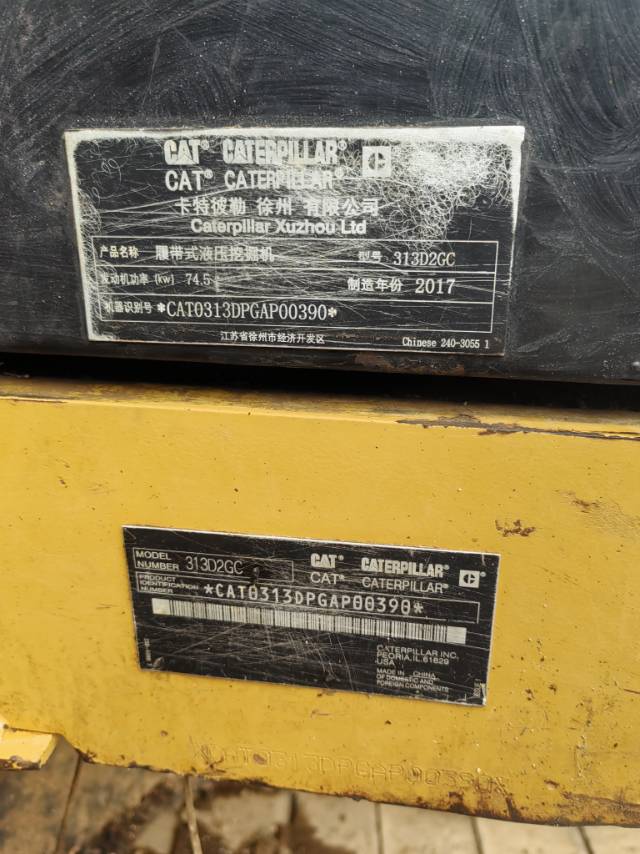 CAT® CATERPILLAR®
CAT® CATERPILLAR®
卡特彼勒 徐州 有限公司
Caterpillar Xuzhou Ltd
产品名称 履带式液压挖掘机 型号 313D2GC
发动机功率 (kw) 74.5 制造年份 2017
机器识别号 *CAT0313DPGAP00390*
江苏省徐州市经济开发区 Chinese 240-3055 1
MODEL NUMBER 313D2GC CAT® CATERPILLAR®
CAT® CATERPILLAR®
PRODUCT IDENTIFICATION NUMBER *CAT0313DPGAP00390*
CATERPILLAR INC.
PEORIA,IL 61629
USA
MADE IN CHINA
OF DOMESTIC AND
FOREIGN COMPONENTS
*CAT0313DPGAP00390*